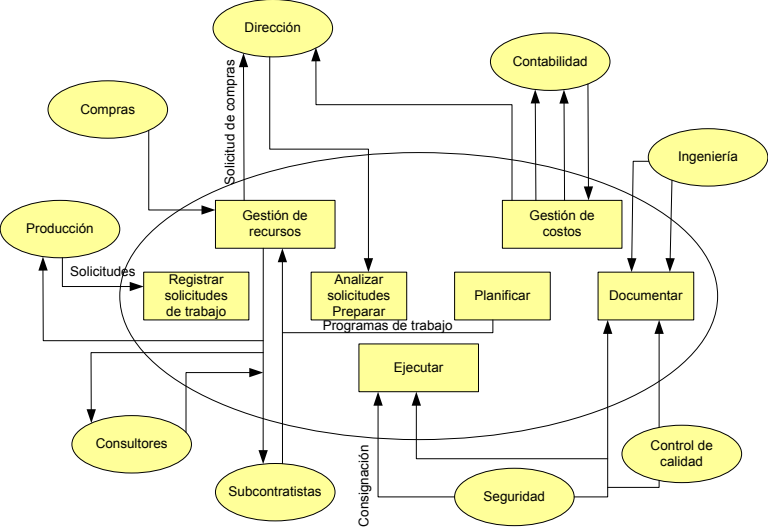 Dirección
Contabilidad
Solicitud de compras
Compras
Ingeniería
Producción
Gestión de
recursos
Gestión de
costos
Solicitudes
Registrar
solicitudes
de trabajo
Analizar
solicitudes
Preparar
Planificar
Documentar
Programas de trabajo
Ejecutar
Consultores
Control de
calidad
Consignación
Subcontratistas
Seguridad